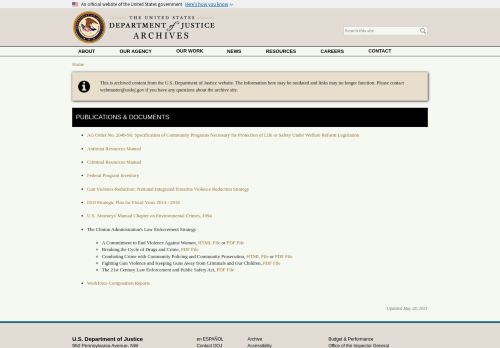 An official website of the United States government Here's how you know
THE UNITED STATES
DEPARTMENT of JUSTICE
ARCHIVES
Search this site
ABOUT OUR AGENCY OUR WORK NEWS RESOURCES CAREERS CONTACT
Home
This is archived content from the U.S. Department of Justice website. The information here may be outdated and links may no longer function. Please contact
webmaster@usdoj.gov if you have any questions about the archive site.
PUBLICATIONS & DOCUMENTS
AG Order No. 2049-96: Specification of Community Programs Necessary for Protection of Life or Safety Under Welfare Reform Legislation
Antitrust Resources Manual
Criminal Resources Manual
Federal Program Inventory
Gun Violence Reduction: National Integrated Firearms Violence Reduction Strategy
DOJ Strategic Plan for Fiscal Years 2014 - 2018
U.S. Attorneys' Manual Chapter on Environmental Crimes, 1994
The Clinton Administration's Law Enforcement Strategy
A Commitment to End Violence Against Women, HTML File or PDF File
Breaking the Cycle of Drugs and Crime, PDF File
Combating Crime with Community Policing and Community Prosecution, HTML File or PDF File
Fighting Gun Violence and Keeping Guns Away from Criminals and Our Children, PDF File
The 21st Century Law Enforcement and Public Safety Act, PDF File
Workforce Composition Reports
Updated May 20, 2021
U.S. Department of Justice
950 Pennsylvania Avenue, NW
en ESPAÑOL
Contact DOJ
Archive
Accessibility
Budget & Performance
Office of the Inspector General